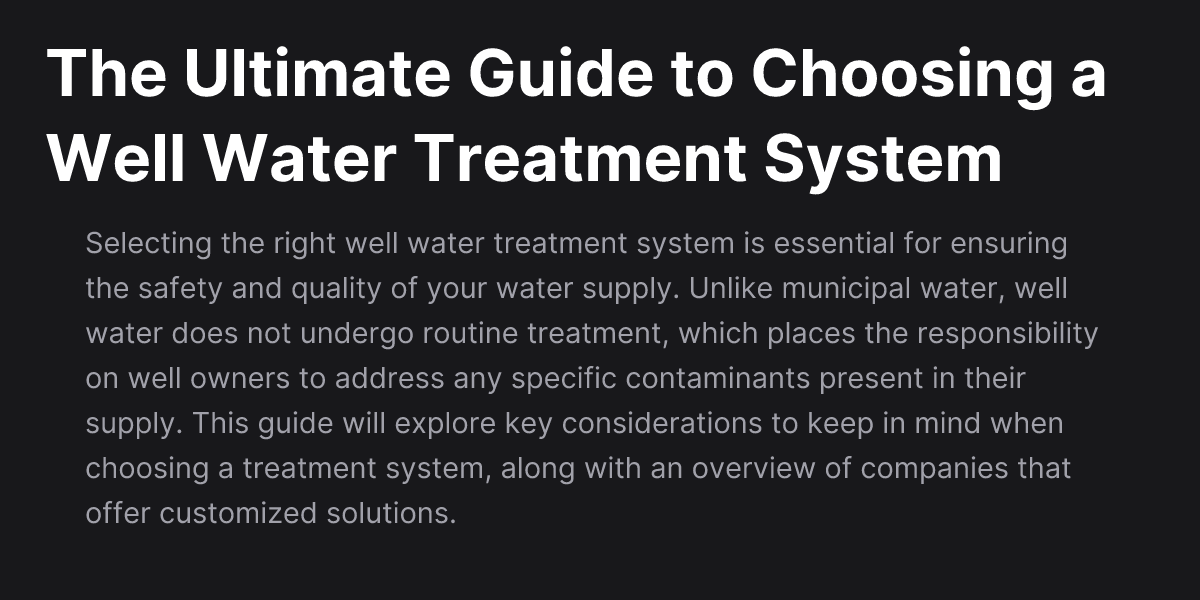 The Ultimate Guide to Choosing a
Well Water Treatment System
Selecting the right well water treatment system is essential for ensuring
the safety and quality of your water supply. Unlike municipal water, well
water does not undergo routine treatment, which places the responsibility
on well owners to address any specific contaminants present in their
supply. This guide will explore key considerations to keep in mind when
choosing a treatment system, along with an overview of companies that
offer customized solutions.